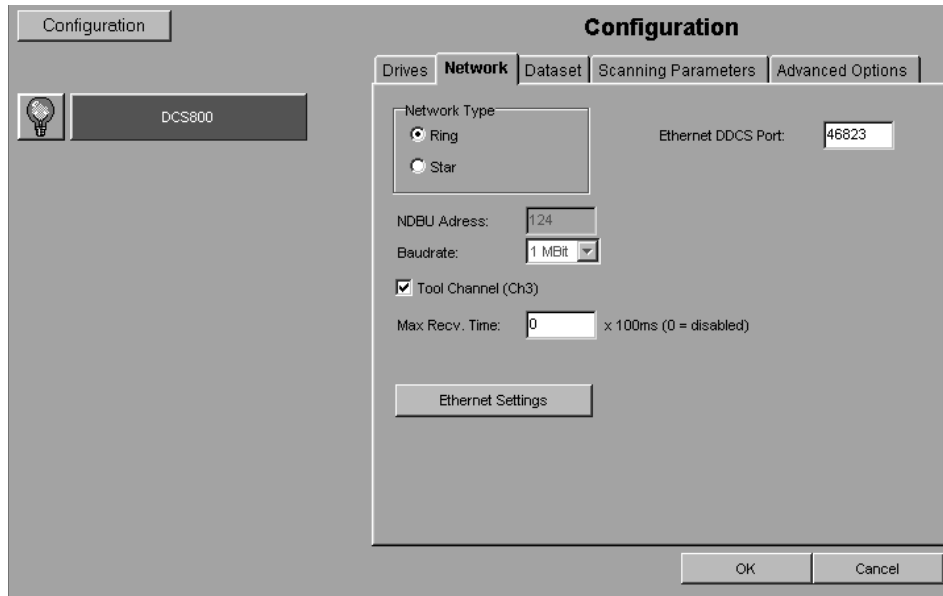 Configuration
Configuration
Drives Network Dataset Scanning Parameters Advanced Options
DCS800
Network Type
Ring
Star
Ethernet DDCS Port: 46823
NDBU Adress: 124
Baudrate: 1 MBit
Tool Channel (Ch3)
Max Recv. Time: 0 x 100ms (0 = disabled)
Ethernet Settings
OK Cancel